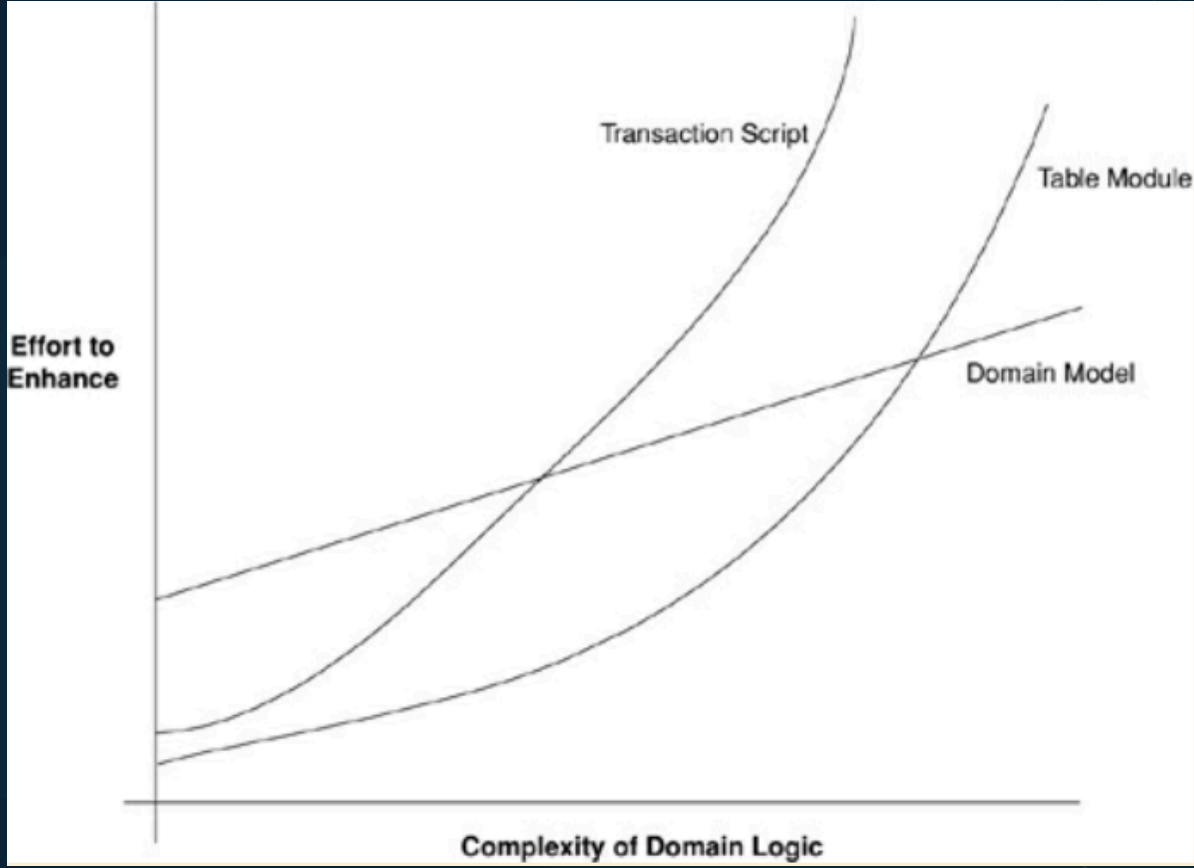 Transaction Script
Table Module
Effort to
Enhance
Domain Model
Complexity of Domain Logic